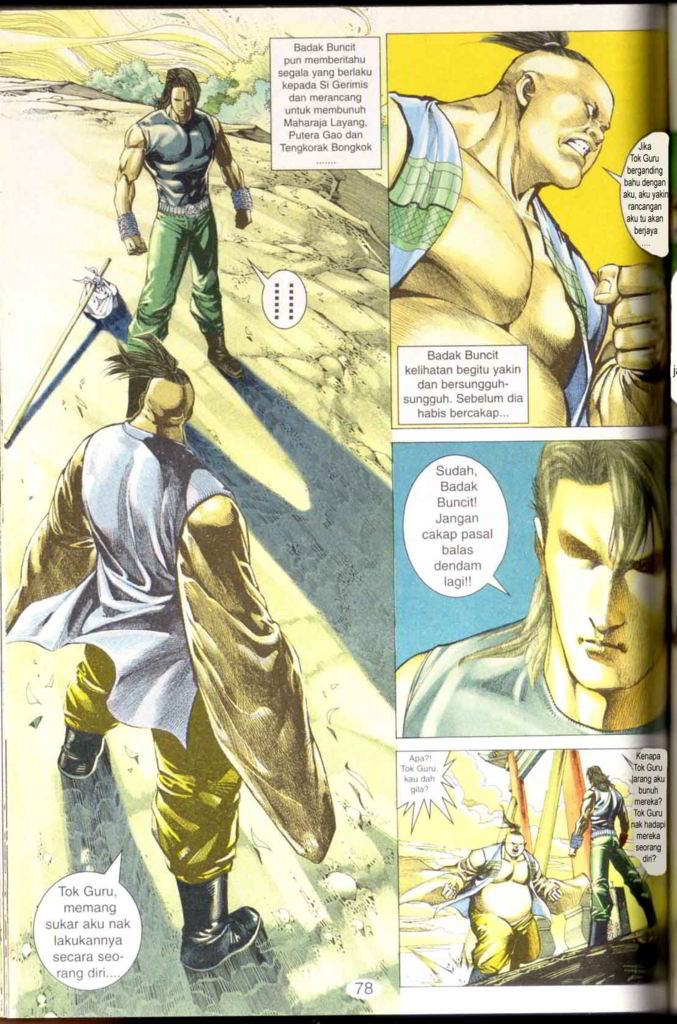 Badak Buncit
pun memberitahu
segala yang berlaku
kepada Si Gerimis
dan merancang
untuk membunuh
Maharaja Layang,
Putera Gao dan
Tengkorak Bongkok
.......
Tok Guru,
memang
sukar aku nak
lakukannya
secara seo-
rang diri....
Jika
Tok Guru
berganding
bahu dengan
aku, aku yakin
rancangan
aku tu akan
berjaya
....
Badak Buncit
kelihatan begitu yakin
dan bersungguh-
sungguh. Sebelum dia
habis bercakap...
Sudah,
Badak
Buncit!
Jangan
cakap pasal
balas
dendam
lagi!!
Apa?!
Tok Guru,
kau dah
gila?
Kenapa
Tok Guru
larang aku
bunuh
mereka?
Tok Guru
nak hadapi
mereka
seorang
diri?
78